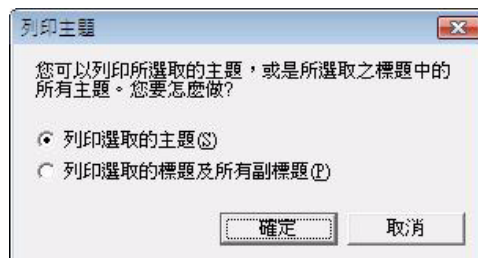 列印主題
您可以列印所選取的主題，或是所選取之標題中的
所有主題。您要怎麼做?
列印選取的主題(S)
列印選取的標題及所有副標題(P)
確定 取消